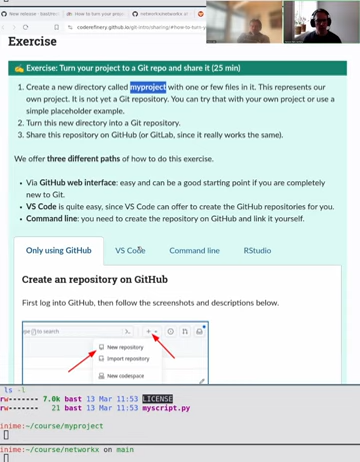 New release · basefreq
How to turn your project
networkx/networkx
coderefinery.github.io/git-intro/sharing/#how-to-turn-y
Exercise
Exercise: Turn your project to a Git repo and share it (25 min)
1. Create a new directory called myproject with one or few files in it. This represents our
own project. It is not yet a Git repository. You can try that with your own project or use a
simple placeholder example.
2. Turn this new directory into a Git repository.
3. Share this repository on GitHub (or GitLab, since it really works the same).
We offer three different paths of how to do this exercise.
• Via GitHub web interface: easy and can be a good starting point if you are completely
new to Git.
• VS Code is quite easy, since VS Code can offer to create the GitHub repositories for you.
• Command line: you need to create the repository on GitHub and link it yourself.
Only using GitHub VS Code Command line RStudio
Create an repository on GitHub
First log into GitHub, then follow the screenshots and descriptions below.
to search
New repository
Import repository
New codespace
ls -l
rw------- 7.0k bast 13 Mar 11:53 LICENSE
rw------- 21 bast 13 Mar 11:53 myscript.py
inime:~/course/myproject
inime:~/course/networkx on main